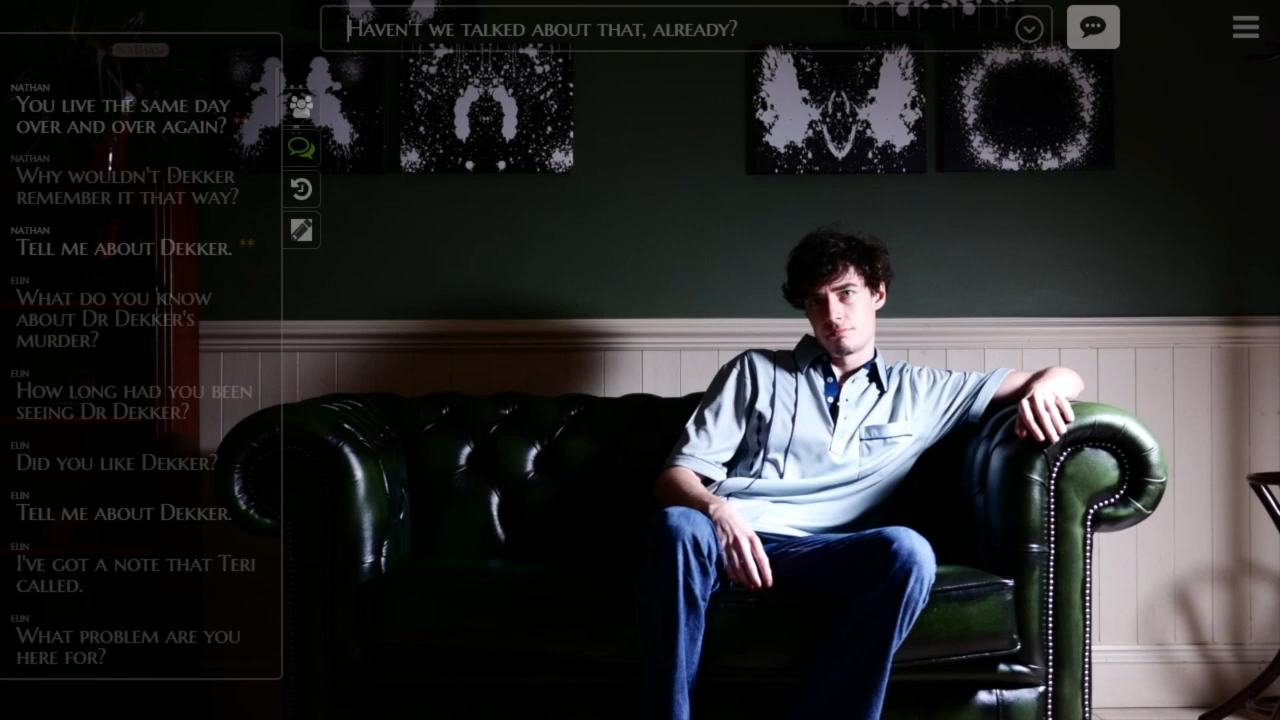 Haven't we talked about that, already?
NATHAN
NATHAN
You live the same day
over and over again? **
NATHAN
Why wouldn't Dekker
remember it that way?
NATHAN
Tell me about Dekker. **
ELIN
What do you know
about Dr Dekker's
murder?
ELIN
How long had you been
seeing Dr Dekker?
ELIN
Did you like Dekker?
ELIN
Tell me about Dekker.
ELIN
I've got a note that Teri
called.
ELIN
What problem are you
here for?